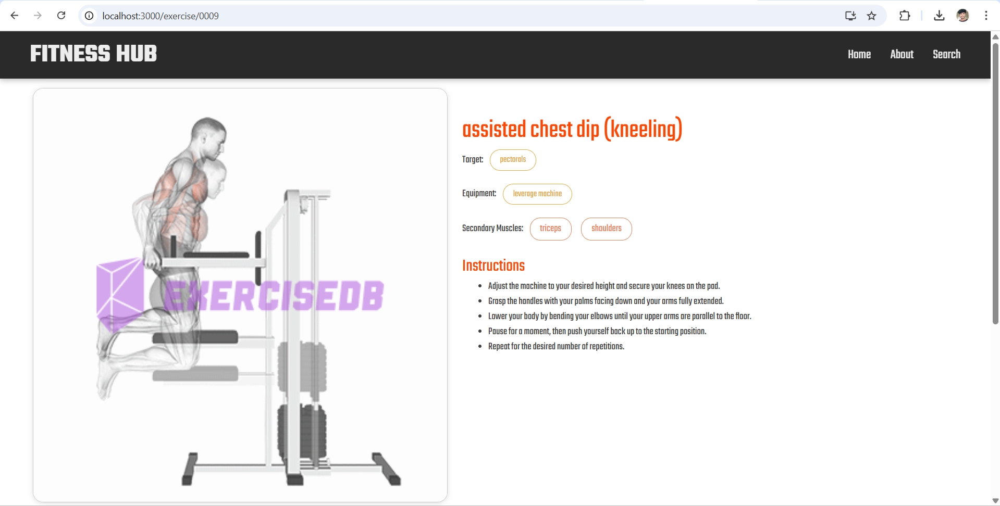 localhost:3000/exercise/0009
FITNESS HUB
Home About Search
assisted chest dip (kneeling)
Target: pectorals
Equipment: leverage machine
Secondary Muscles: triceps shoulders
EXERCISEDB
Instructions
• Adjust the machine to your desired height and secure your knees on the pad.
• Grasp the handles with your palms facing down and your arms fully extended.
• Lower your body by bending your elbows until your upper arms are parallel to the floor.
• Pause for a moment, then push yourself back up to the starting position.
• Repeat for the desired number of repetitions.